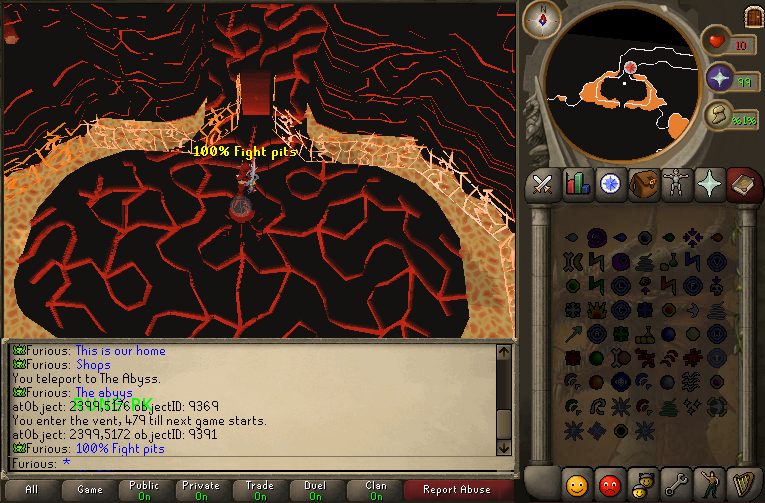 N
10
99
%1%
100% Fight pits
Furious: This is our home
Furious: Shops
You teleport to The Abyss.
Furious: The abyys
atObject: 2399,5176 objectID: 9369
You enter the vent, 479 till next game starts.
atObject: 2399,5172 objectID: 9391
Furious: 100% Fight pits
Furious: *
All
Game
Public
On
Private
On
Trade
On
Duel
On
Clan
On
Report Abuse